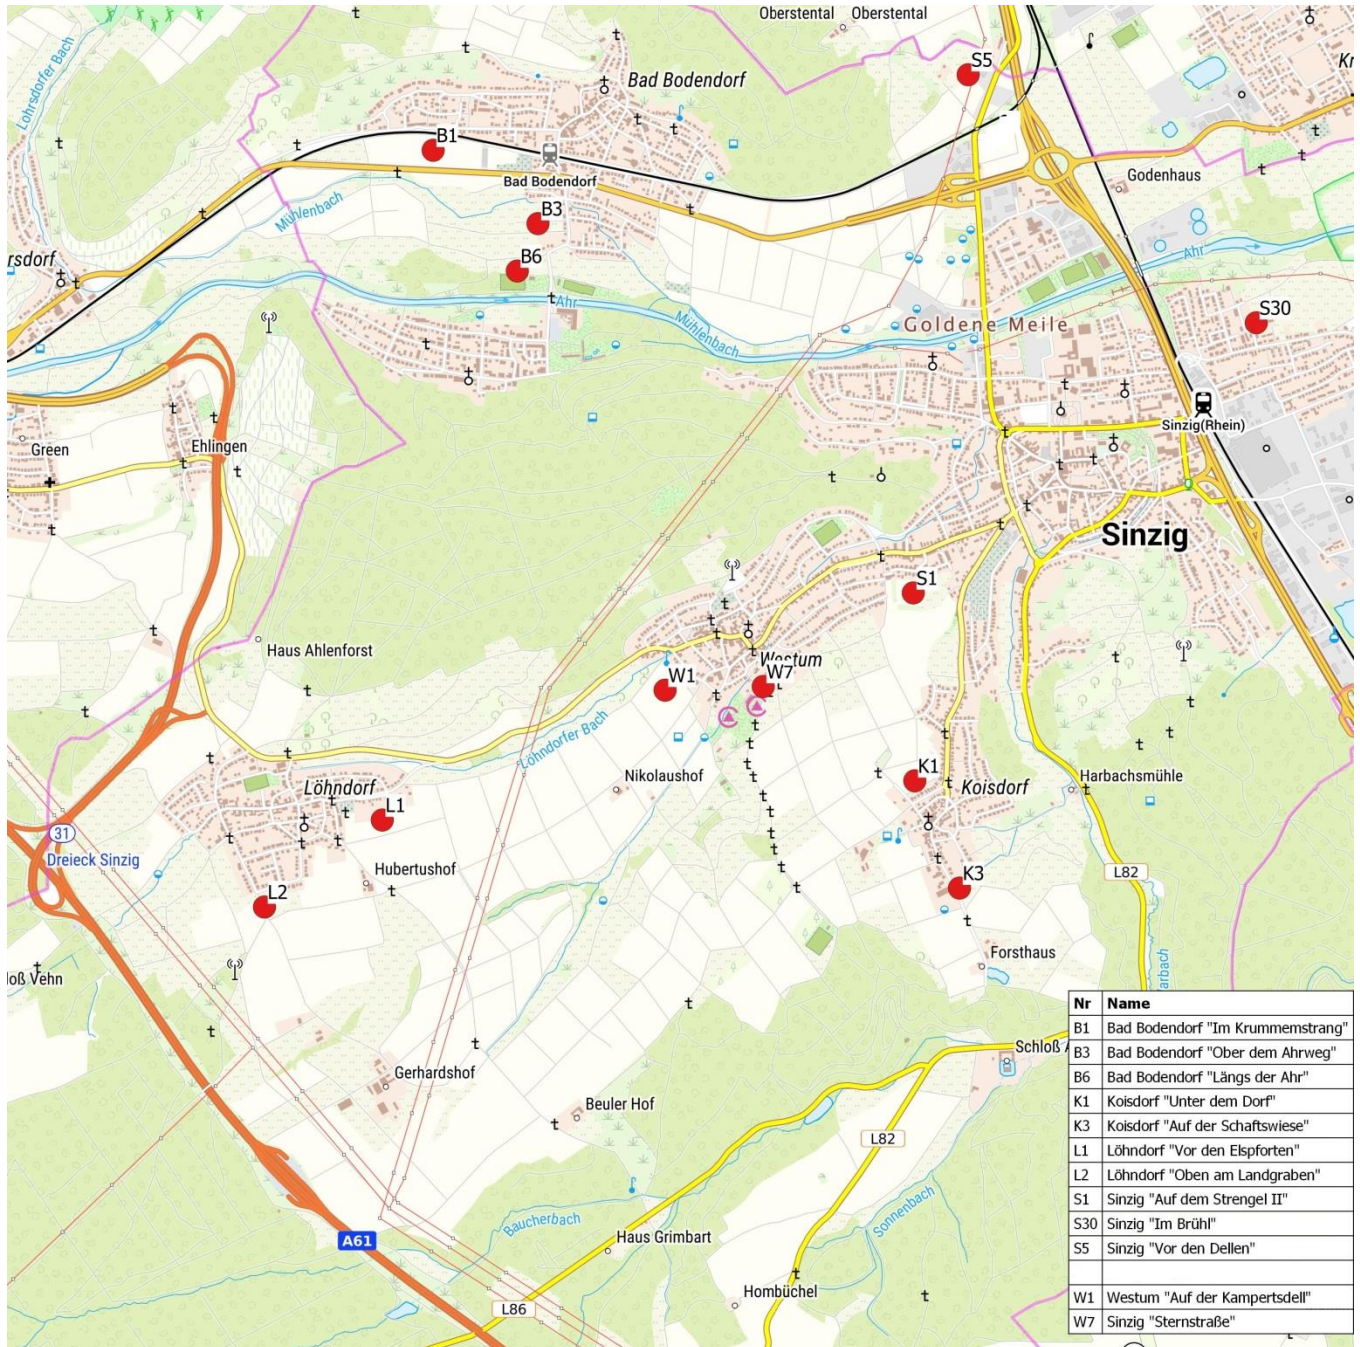 Oberstental Oberstental
S5
Lohrsdorfer Bach
Bad Bodendorf
B1
Bad Bodendorf
Godenhaus
Mühlenbach
B3
B6
rsdorf
Ahr
Ahr
Mühlenbach
Goldene Meile
S30
Sinzig(Rhein)
Green
Ehlingen
Sinzig
S1
Haus Ahlenforst
Westum
W1
W7
Löhndorfer Bach
Nikolaushof
K1
Koisdorf
Harbachsmühle
Löhndorf
L1
31
Dreieck Sinzig
Hubertushof
L2
K3
L82
Forsthaus
loß Vehn
arbach
Schloß A
Gerhardshof
Beuler Hof
L82
Sonnenbach
Baucherbach
A61
Haus Grimbart
Hombüchel
L86
Nr Name
B1 Bad Bodendorf "Im Krummemstrang"
B3 Bad Bodendorf "Ober dem Ahrweg"
B6 Bad Bodendorf "Längs der Ahr"
K1 Koisdorf "Unter dem Dorf"
K3 Koisdorf "Auf der Schaftswiese"
L1 Löhndorf "Vor den Elspforten"
L2 Löhndorf "Oben am Landgraben"
S1 Sinzig "Auf dem Strengel II"
S30 Sinzig "Im Brühl"
S5 Sinzig "Vor den Dellen"
W1 Westum "Auf der Kampertsdell"
W7 Sinzig "Sternstraße"